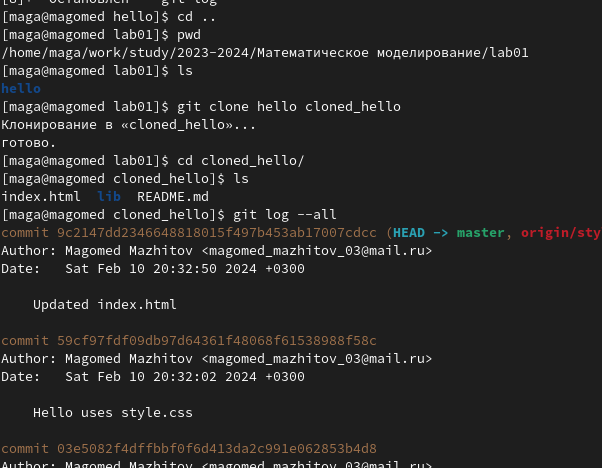 [maga@magomed hello]$ cd ..
[maga@magomed lab01]$ pwd
/home/maga/work/study/2023-2024/Математическое моделирование/lab01
[maga@magomed lab01]$ ls
hello
[maga@magomed lab01]$ git clone hello cloned_hello
Клонирование в «cloned_hello»...
готово.
[maga@magomed lab01]$ cd cloned_hello/
[maga@magomed cloned_hello]$ ls
index.html  lib  README.md
[maga@magomed cloned_hello]$ git log --all
commit 9c2147dd2346648818015f497b453ab17007cdcc (HEAD -> master, origin/sty
Author: Magomed Mazhitov <magomed_mazhitov_03@mail.ru>
Date:   Sat Feb 10 20:32:50 2024 +0300
Updated index.html
commit 59cf97fdf09db97d64361f48068f61538988f58c
Author: Magomed Mazhitov <magomed_mazhitov_03@mail.ru>
Date:   Sat Feb 10 20:32:02 2024 +0300
Hello uses style.css
commit 03e5082f4dffbbf0f6d413da2c991e062853b4d8
Author: Magomed Mazhitov <magomed_mazhitov_03@mail.ru>